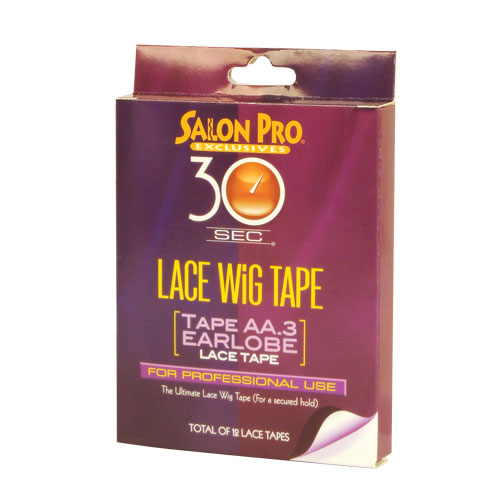 SALON PRO®
EXCLUSIVES
30
SEC®
LACE WiG TAPE
[TAPE AA.3
EARLOBE
LACE TAPE]
FOR PROFESSIONAL USE
The Ultimate Lace Wig Tape (For a secured hold)
TOTAL OF 12 LACE TAPES